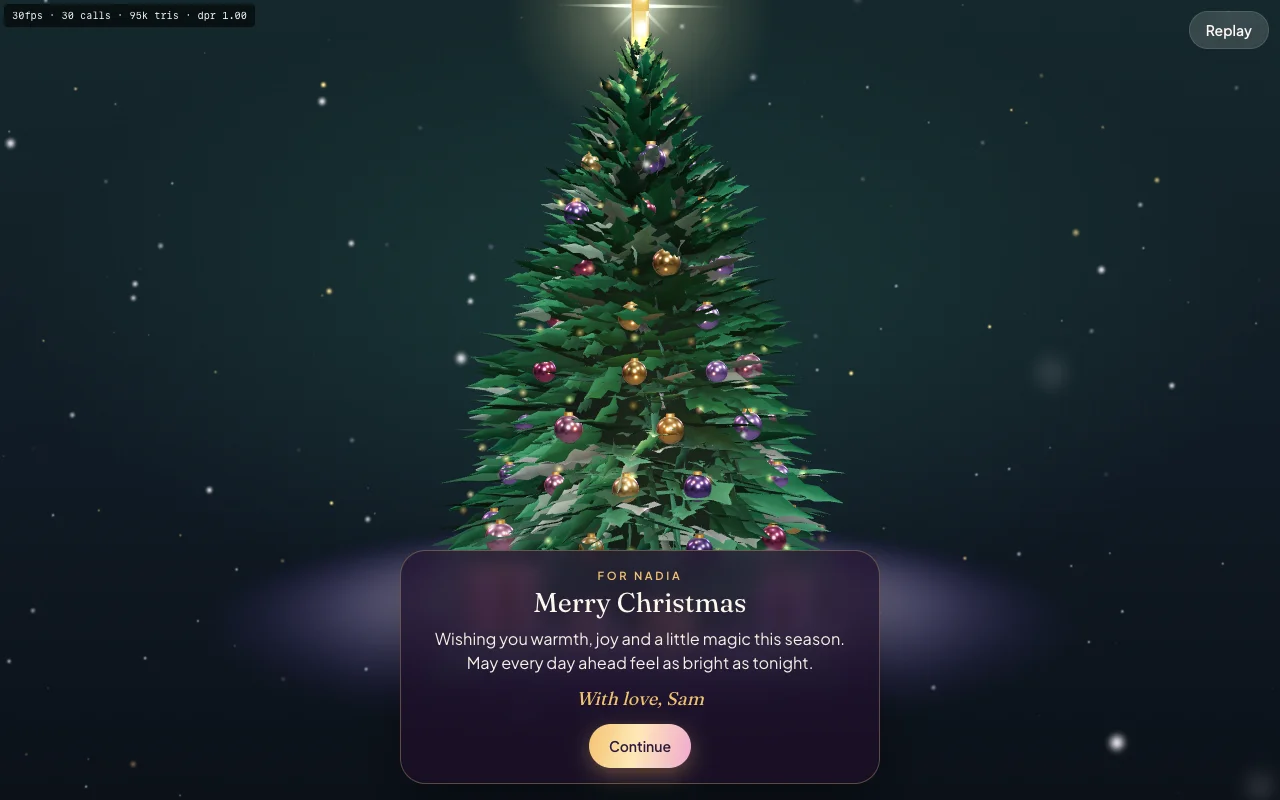 30fps · 30 calls · 95k tris · dpr 1.00
Replay
FOR NADIA
Merry Christmas
Wishing you warmth, joy and a little magic this season.
May every day ahead feel as bright as tonight.
With love, Sam
Continue